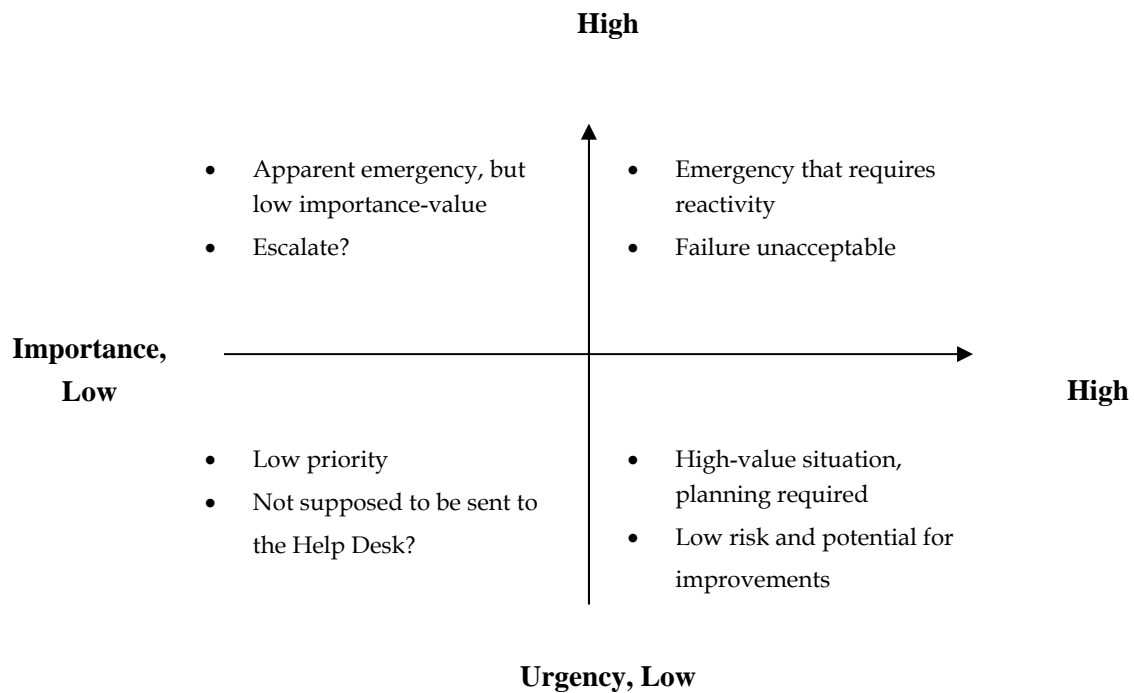 High
• Apparent emergency, but
low importance-value
• Escalate?
• Emergency that requires
reactivity
• Failure unacceptable
Importance,
Low
High
• Low priority
• Not supposed to be sent to
the Help Desk?
• High-value situation,
planning required
• Low risk and potential for
improvements
Urgency, Low